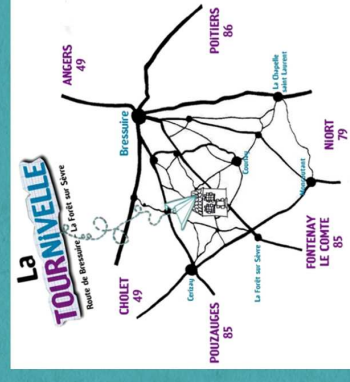 La
TOURNIVELLE
Route de Bressuire / La Forêt sur Sèvre
ANGERS
49
POITIERS
86
CHOLET
49
Bressuire
La Chapelle
saint Laurent
Courlay
Cerizay
Moncoutant
POUZAUGES
85
La Forêt sur Sèvre
FONTENAY
LE COMTE
85
NIORT
79